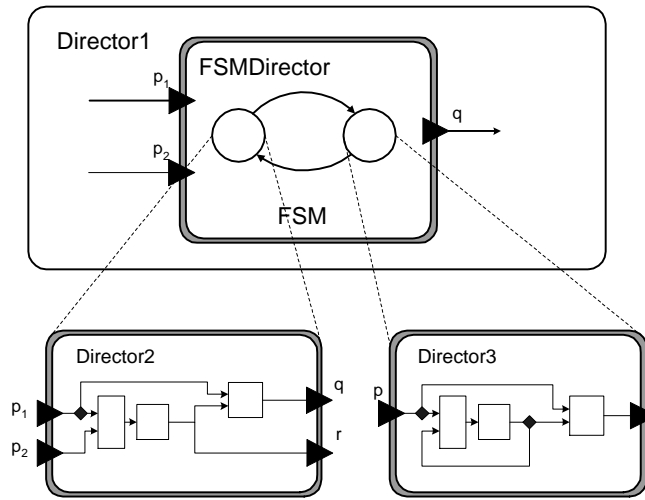 Director1
FSMDirector
p1
p2
q
FSM
Director2
p1
p2
q
r
Director3
p